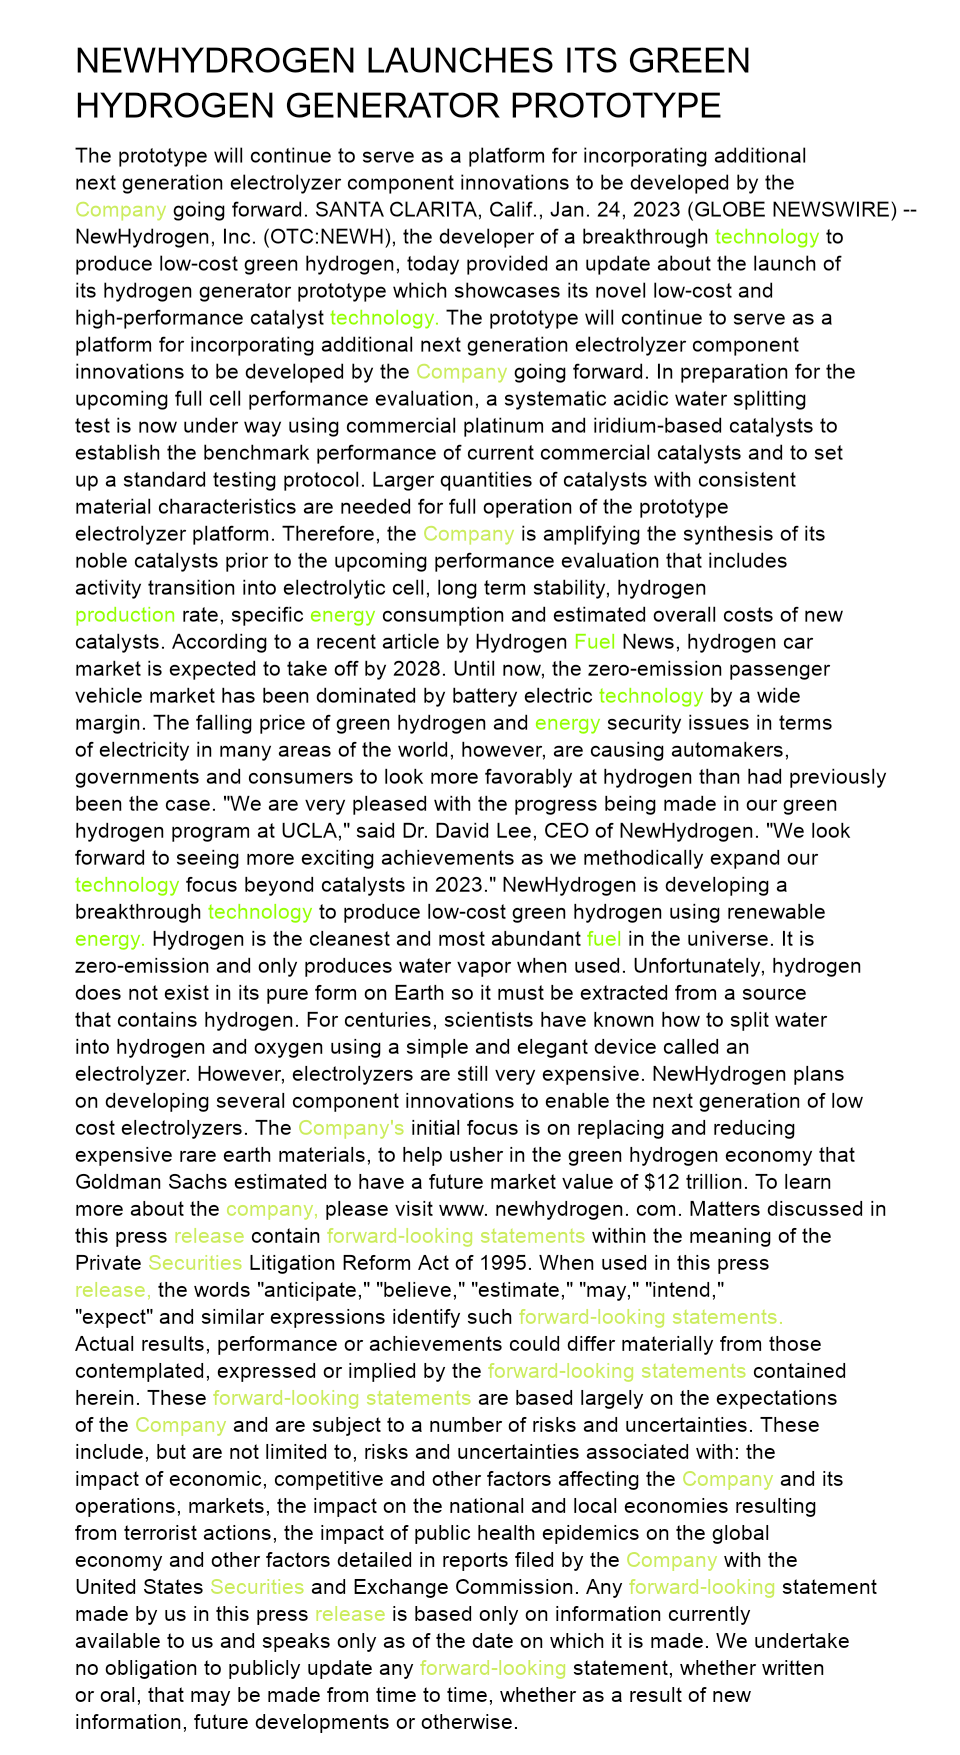 NEWHYDROGEN LAUNCHES ITS GREEN
HYDROGEN GENERATOR PROTOTYPE
The prototype will continue to serve as a platform for incorporating additional
next generation electrolyzer component innovations to be developed by the
Company going forward. SANTA CLARITA, Calif., Jan. 24, 2023 (GLOBE NEWSWIRE) --
NewHydrogen, Inc. (OTC:NEWH), the developer of a breakthrough technology to
produce low-cost green hydrogen, today provided an update about the launch of
its hydrogen generator prototype which showcases its novel low-cost and
high-performance catalyst technology. The prototype will continue to serve as a
platform for incorporating additional next generation electrolyzer component
innovations to be developed by the Company going forward. In preparation for the
upcoming full cell performance evaluation, a systematic acidic water splitting
test is now under way using commercial platinum and iridium-based catalysts to
establish the benchmark performance of current commercial catalysts and to set
up a standard testing protocol. Larger quantities of catalysts with consistent
material characteristics are needed for full operation of the prototype
electrolyzer platform. Therefore, the Company is amplifying the synthesis of its
noble catalysts prior to the upcoming performance evaluation that includes
activity transition into electrolytic cell, long term stability, hydrogen
production rate, specific energy consumption and estimated overall costs of new
catalysts. According to a recent article by Hydrogen Fuel News, hydrogen car
market is expected to take off by 2028. Until now, the zero-emission passenger
vehicle market has been dominated by battery electric technology by a wide
margin. The falling price of green hydrogen and energy security issues in terms
of electricity in many areas of the world, however, are causing automakers,
governments and consumers to look more favorably at hydrogen than had previously
been the case. "We are very pleased with the progress being made in our green
hydrogen program at UCLA," said Dr. David Lee, CEO of NewHydrogen. "We look
forward to seeing more exciting achievements as we methodically expand our
technology focus beyond catalysts in 2023." NewHydrogen is developing a
breakthrough technology to produce low-cost green hydrogen using renewable
energy. Hydrogen is the cleanest and most abundant fuel in the universe. It is
zero-emission and only produces water vapor when used. Unfortunately, hydrogen
does not exist in its pure form on Earth so it must be extracted from a source
that contains hydrogen. For centuries, scientists have known how to split water
into hydrogen and oxygen using a simple and elegant device called an
electrolyzer. However, electrolyzers are still very expensive. NewHydrogen plans
on developing several component innovations to enable the next generation of low
cost electrolyzers. The Company's initial focus is on replacing and reducing
expensive rare earth materials, to help usher in the green hydrogen economy that
Goldman Sachs estimated to have a future market value of $12 trillion. To learn
more about the company, please visit www. newhydrogen. com. Matters discussed in
this press release contain forward-looking statements within the meaning of the
Private Securities Litigation Reform Act of 1995. When used in this press
release, the words "anticipate," "believe," "estimate," "may," "intend,"
"expect" and similar expressions identify such forward-looking statements.
Actual results, performance or achievements could differ materially from those
contemplated, expressed or implied by the forward-looking statements contained
herein. These forward-looking statements are based largely on the expectations
of the Company and are subject to a number of risks and uncertainties. These
include, but are not limited to, risks and uncertainties associated with: the
impact of economic, competitive and other factors affecting the Company and its
operations, markets, the impact on the national and local economies resulting
from terrorist actions, the impact of public health epidemics on the global
economy and other factors detailed in reports filed by the Company with the
United States Securities and Exchange Commission. Any forward-looking statement
made by us in this press release is based only on information currently
available to us and speaks only as of the date on which it is made. We undertake
no obligation to publicly update any forward-looking statement, whether written
or oral, that may be made from time to time, whether as a result of new
information, future developments or otherwise.